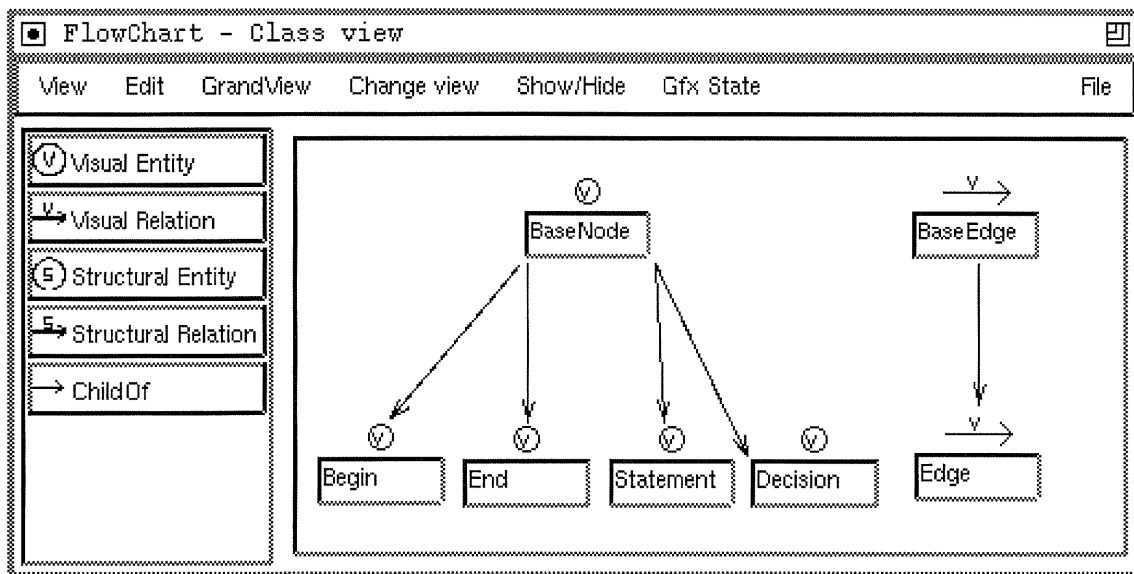 FlowChart - Class view
View Edit GrandView Change view Show/Hide Gfx State File
V Visual Entity
V Visual Relation
S Structural Entity
S Structural Relation
ChildOf
V V
BaseNode BaseEdge
V V V V V
Begin End Statement Decision Edge